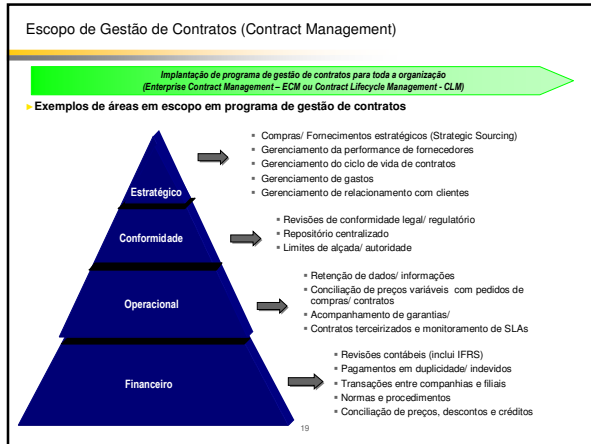 Escopo de Gestão de Contratos (Contract Management)
Implantação de programa de gestão de contratos para toda a organização
(Enterprise Contract Management – ECM ou Contract Lifecycle Management - CLM)
Exemplos de áreas em escopo em programa de gestão de contratos
Estratégico
Compras/ Fornecimentos estratégicos (Strategic Sourcing)
Gerenciamento da performance de fornecedores
Gerenciamento do ciclo de vida de contratos
Gerenciamento de gastos
Gerenciamento de relacionamento com clientes
Conformidade
Revisões de conformidade legal/ regulatório
Repositório centralizado
Limites de alçada/ autoridade
Operacional
Retenção de dados/ informações
Conciliação de preços variáveis com pedidos de
compras/ contratos
Acompanhamento de garantias/
Contratos terceirizados e monitoramento de SLAs
Financeiro
Revisões contábeis (inclui IFRS)
Pagamentos em duplicidade/ indevidos
Transações entre companhias e filiais
Normas e procedimentos
Conciliação de preços, descontos e créditos
19